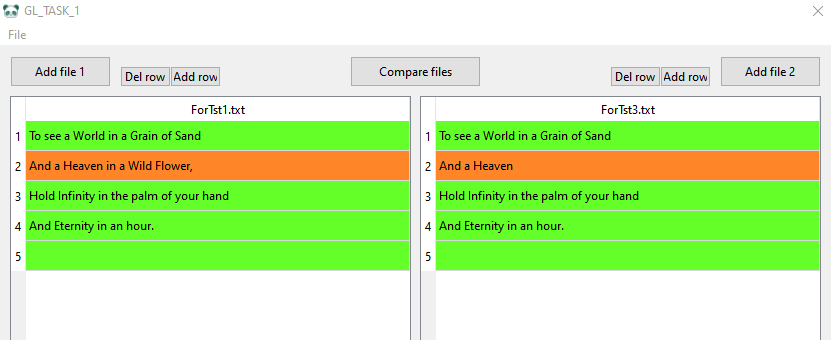 GL_TASK_1
File
Add file 1
Del row
Add row
Compare files
Del row
Add row
Add file 2
ForTst1.txt
1 To see a World in a Grain of Sand
2 And a Heaven in a Wild Flower,
3 Hold Infinity in the palm of your hand
4 And Eternity in an hour.
5
ForTst3.txt
1 To see a World in a Grain of Sand
2 And a Heaven
3 Hold Infinity in the palm of your hand
4 And Eternity in an hour.
5